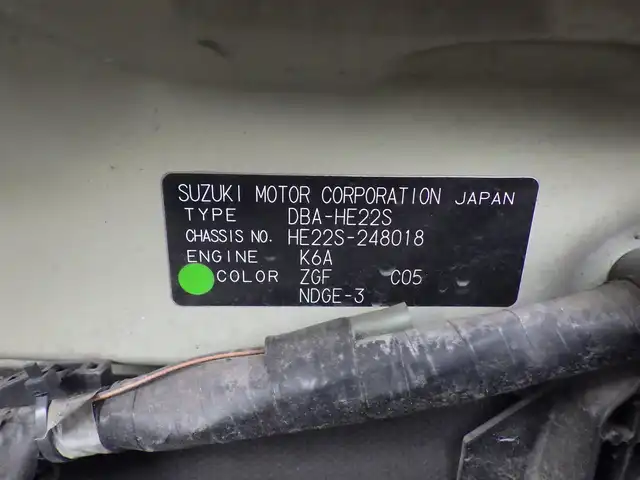 SUZUKI MOTOR CORPORATION JAPAN
TYPE DBA-HE22S
CHASSIS NO. HE22S-248018
ENGINE K6A
COLOR ZGF C05
NDGE-3